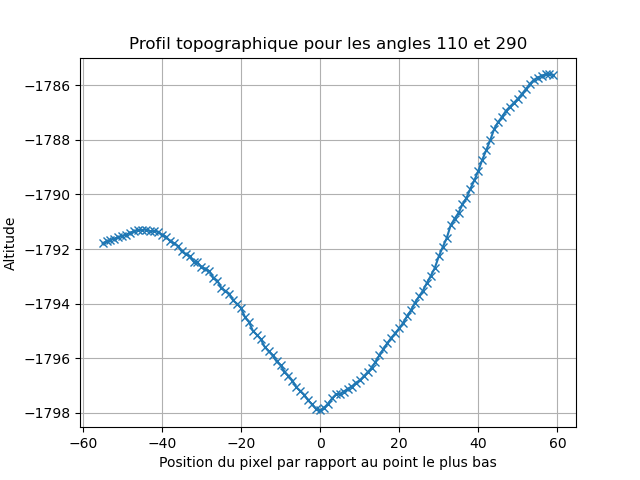 Profil topographique pour les angles 110 et 290
−1786
−1788
−1790
−1792
−1794
−1796
−1798
Altitude
−60 −40 −20 0 20 40 60
Position du pixel par rapport au point le plus bas